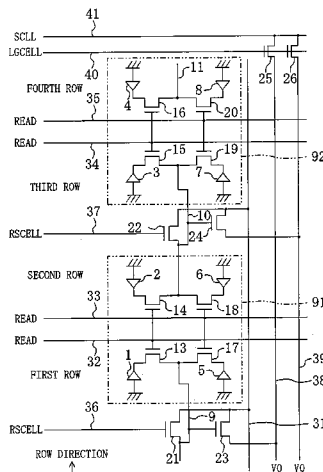 41
SCLL
LGCELL
40
11
25
26
FOURTH ROW
4
8
35
16
20
READ
READ
15
19
34
92
3
7
THIRD ROW
37
10
RSCELL
22
24
SECOND ROW
2
6
33
91
READ
14
18
READ
13
17
32
1
5
39
38
FIRST ROW
9
31
36
RSCELL
21
23
VO
VO
ROW DIRECTION